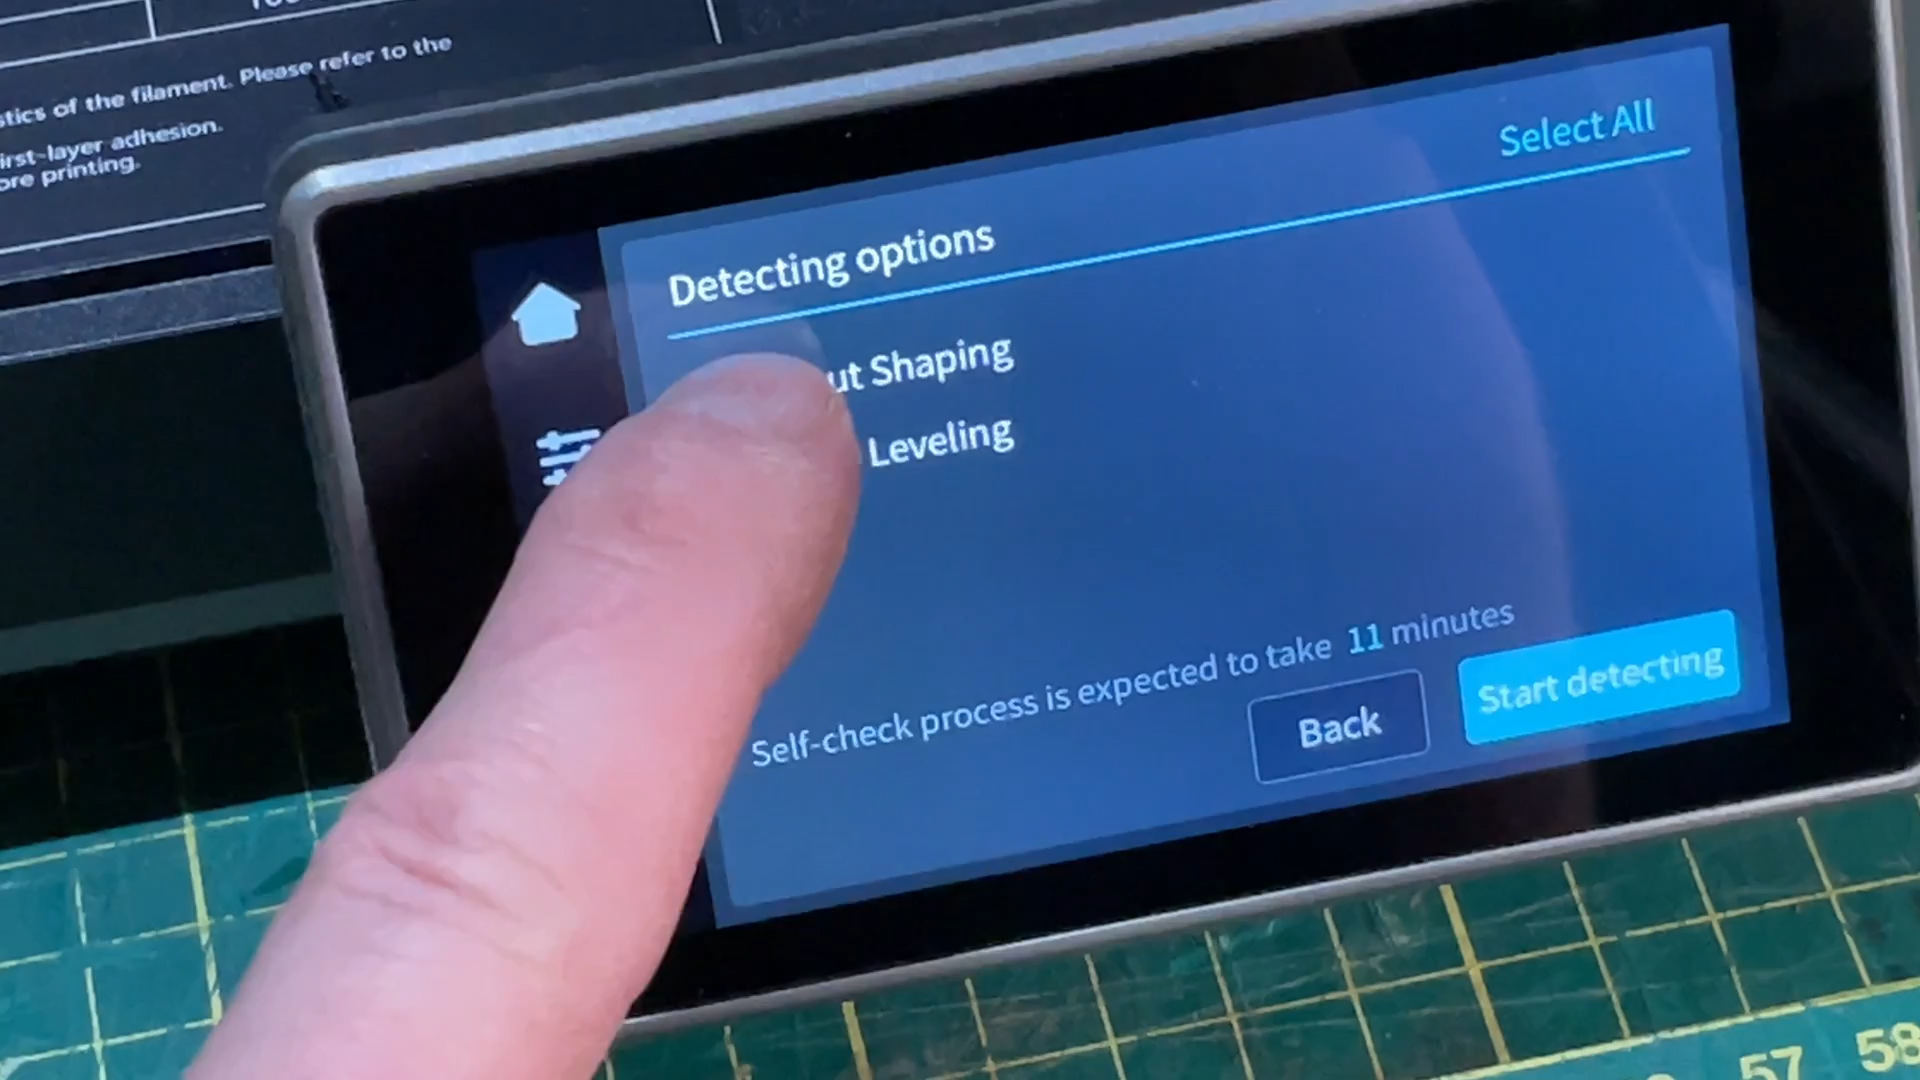 stics of the filament. Please refer to the
irst-layer adhesion.
ore printing.
Select All
Detecting options
ut Shaping
Leveling
Self-check process is expected to take 11 minutes
Back
Start detecting
57
58